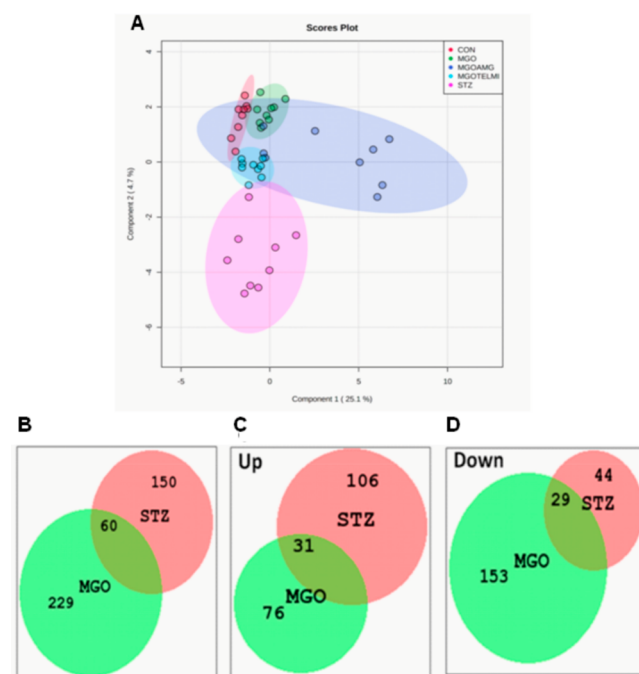 A
Scores Plot
CON
MGO
MGOAMG
MGOTELMI
STZ
4
2
0
-2
-4
-6
Component 2 ( 4.7 %)
-5
0
5
10
Component 1 ( 25.1 %)
B
C
D
150
STZ
60
MGO
229
Up
106
STZ
31
MGO
76
Down
44
29
STZ
MGO
153